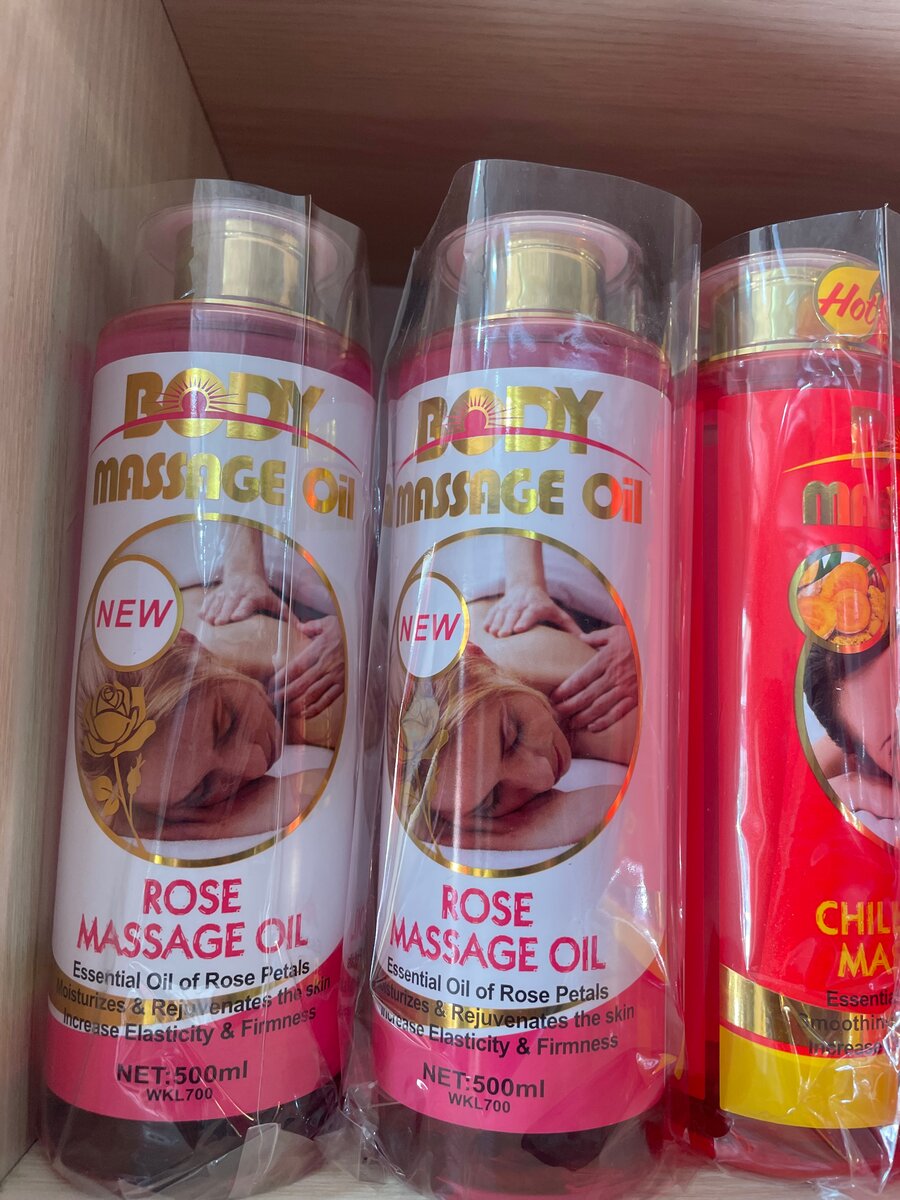 BODY
MASSAGE Oil
NEW
ROSE
MASSAGE OIL
Essential Oil of Rose Petals
Moisturizes & Rejuvenates the skin
Increase Elasticity & Firmness
NET:500ml
WKL700
BODY
MASSAGE Oil
NEW
ROSE
MASSAGE OIL
Essential Oil of Rose Petals
Moisturizes & Rejuvenates the skin
Increase Elasticity & Firmness
NET:500ml
WKL700
Hot